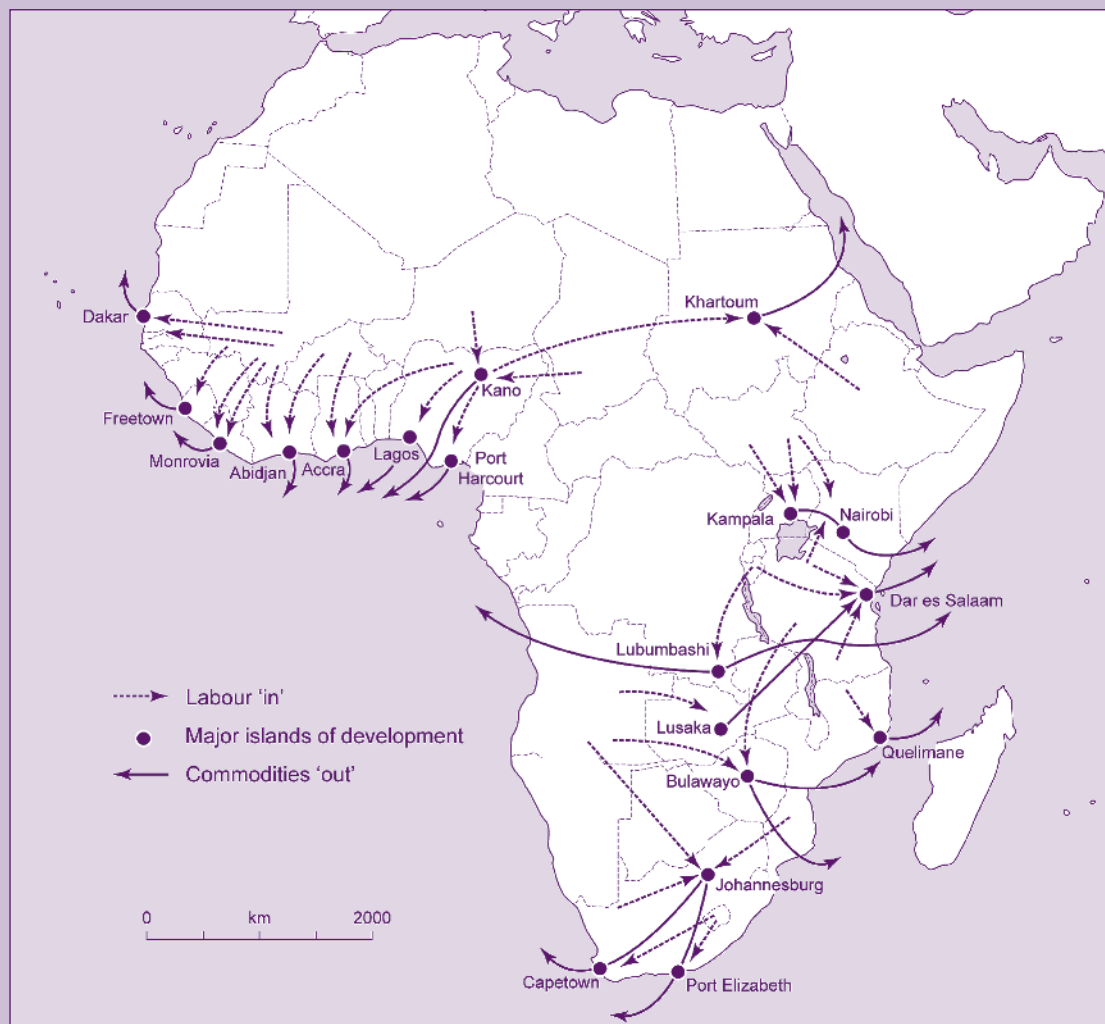 Khartoum
Dakar
Kano
Freetown
Monrovia
Abidjan
Accra
Lagos
Port
Harcourt
Kampala
Nairobi
Dar es Salaam
Lubumbashi
Lusaka
Quelimane
Bulawayo
Johannesburg
Capetown
Port Elizabeth
Labour 'in'
Major islands of development
Commodities 'out'
0 km 2000